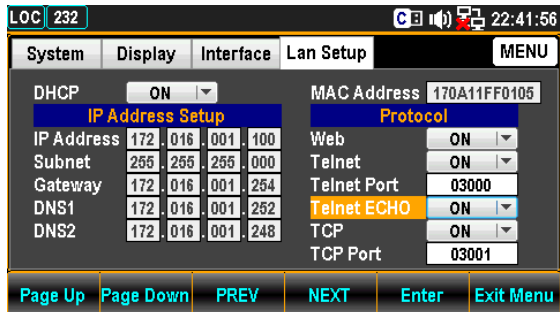 LOC 232 C 22:41:56
System Display Interface Lan Setup MENU
DHCP ON MAC Address 170A11FF0105
IP Address Setup Protocol
IP Address 172 . 016 . 001 . 100 Web ON
Subnet 255 . 255 . 255 . 000 Telnet ON
Gateway 172 . 016 . 001 . 254 Telnet Port 03000
DNS1 172 . 016 . 001 . 252 Telnet ECHO ON
DNS2 172 . 016 . 001 . 248 TCP ON
TCP Port 03001
Page Up Page Down PREV NEXT Enter Exit Menu